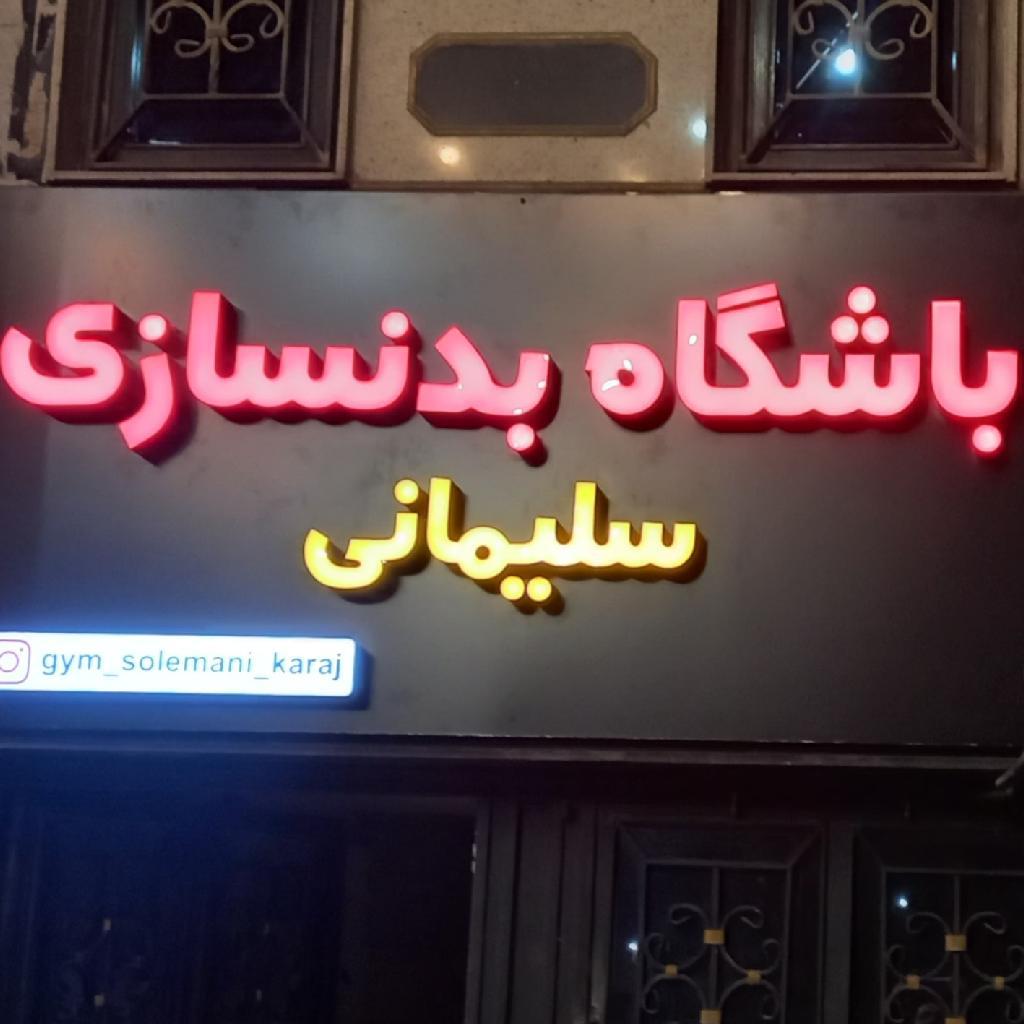 باشگاه بدنسازی
سلیمانی
gym_solemani_karaj